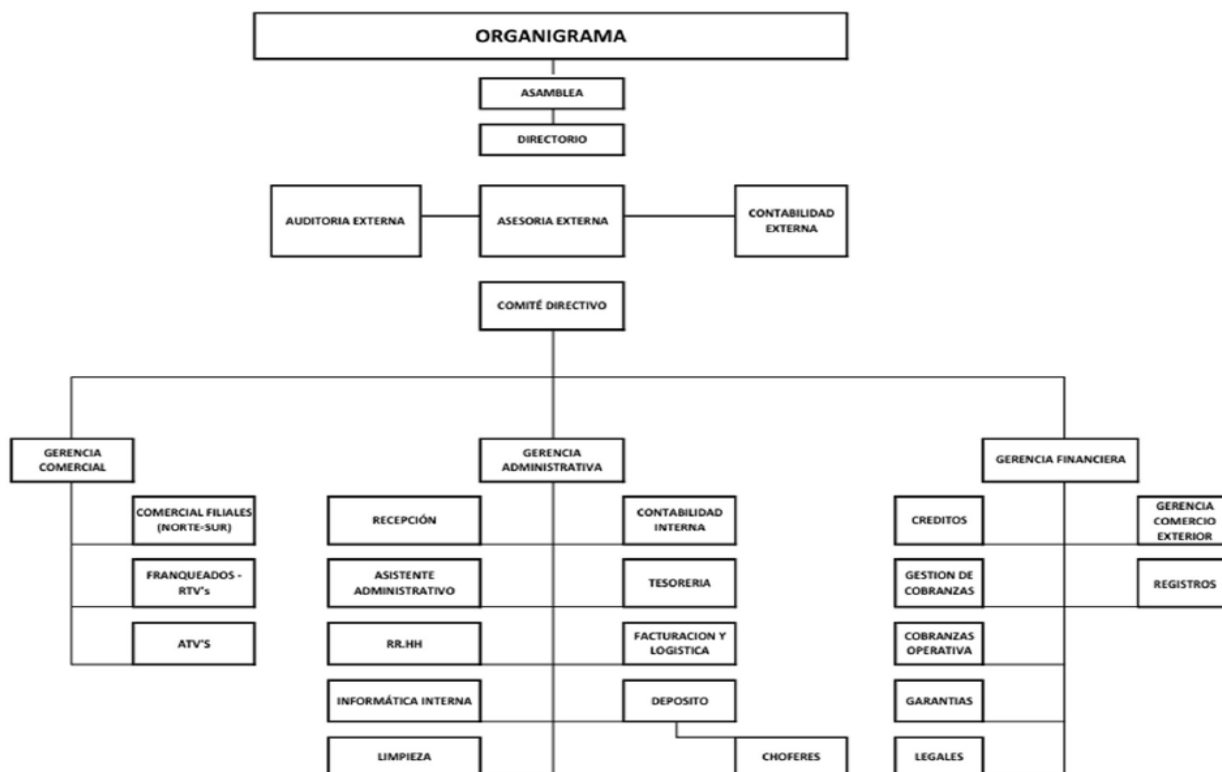 ORGANIGRAMA
ASAMBLEA
DIRECTORIO
AUDITORIA EXTERNA
ASESORIA EXTERNA
CONTABILIDAD
EXTERNA
COMITÉ DIRECTIVO
GERENCIA
COMERCIAL
GERENCIA
ADMINISTRATIVA
GERENCIA FINANCIERA
COMERCIAL FILIALES
(NORTE-SUR)
FRANQUEADOS -
RTV's
ATV'S
RECEPCIÓN
ASISTENTE
ADMINISTRATIVO
RR.HH
INFORMÁTICA INTERNA
LIMPIEZA
CONTABILIDAD
INTERNA
TESORERIA
FACTURACION Y
LOGISTICA
DEPOSITO
CHOFERES
CREDITOS
GESTION DE
COBRANZAS
COBRANZAS
OPERATIVA
GARANTIAS
LEGALES
GERENCIA
COMERCIO
EXTERIOR
REGISTROS